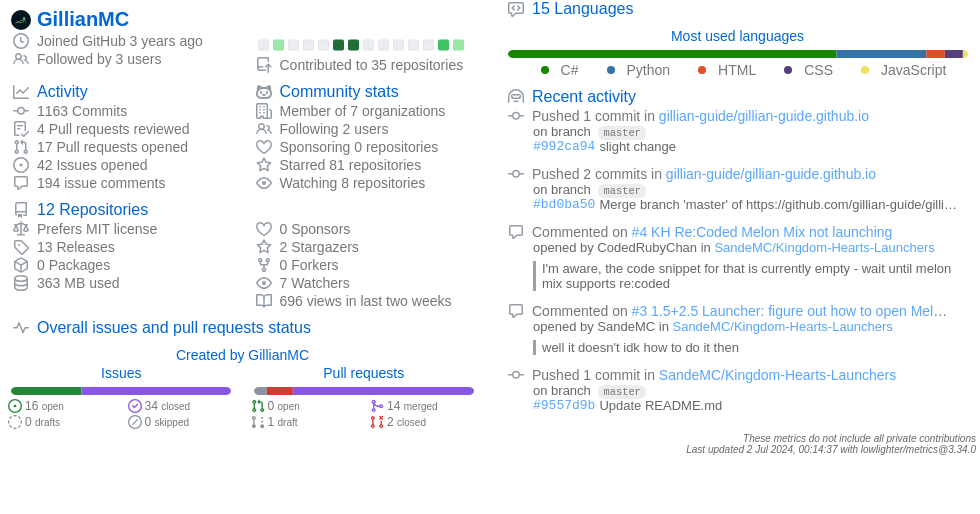 GillianMC
Joined GitHub 3 years ago
Followed by 3 users
Contributed to 35 repositories
Activity
1163 Commits
4 Pull requests reviewed
17 Pull requests opened
42 Issues opened
194 issue comments
Community stats
Member of 7 organizations
Following 2 users
Sponsoring 0 repositories
Starred 81 repositories
Watching 8 repositories
12 Repositories
Prefers MIT license
13 Releases
0 Packages
363 MB used
0 Sponsors
2 Stargazers
0 Forkers
7 Watchers
696 views in last two weeks
Overall issues and pull requests status
Created by GillianMC
Issues
16 open
34 closed
0 drafts
0 skipped
Pull requests
0 open
14 merged
1 draft
2 closed
15 Languages
Most used languages
C# Python HTML CSS JavaScript
Recent activity
Pushed 1 commit in gillian-guide/gillian-guide.github.io
on branch master
#992ca94 slight change
Pushed 2 commits in gillian-guide/gillian-guide.github.io
on branch master
#bd0ba50 Merge branch 'master' of https://github.com/gillian-guide/gilli…
Commented on #4 KH Re:Coded Melon Mix not launching
opened by CodedRubyChan in SandeMC/Kingdom-Hearts-Launchers
I'm aware, the code snippet for that is currently empty - wait until melon
mix supports re:coded
Commented on #3 1.5+2.5 Launcher: figure out how to open Mel…
opened by SandeMC in SandeMC/Kingdom-Hearts-Launchers
well it doesn't idk how to do it then
Pushed 1 commit in SandeMC/Kingdom-Hearts-Launchers
on branch master
#9557d9b Update README.md
These metrics do not include all private contributions
Last updated 2 Jul 2024, 00:14:37 with lowlighter/metrics@3.34.0